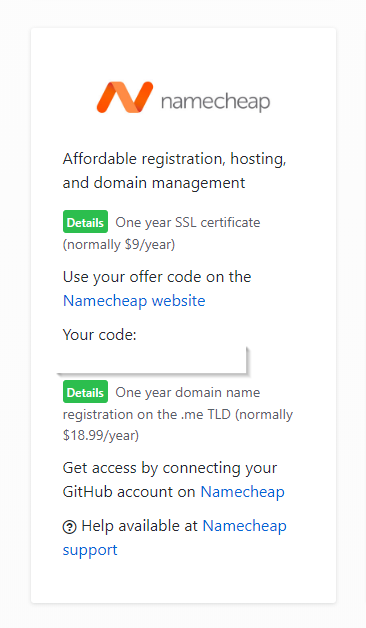 namecheap
Affordable registration, hosting,
and domain management
Details One year SSL certificate
(normally $9/year)
Use your offer code on the
Namecheap website
Your code:
Details One year domain name
registration on the .me TLD (normally
$18.99/year)
Get access by connecting your
GitHub account on Namecheap
? Help available at Namecheap
support